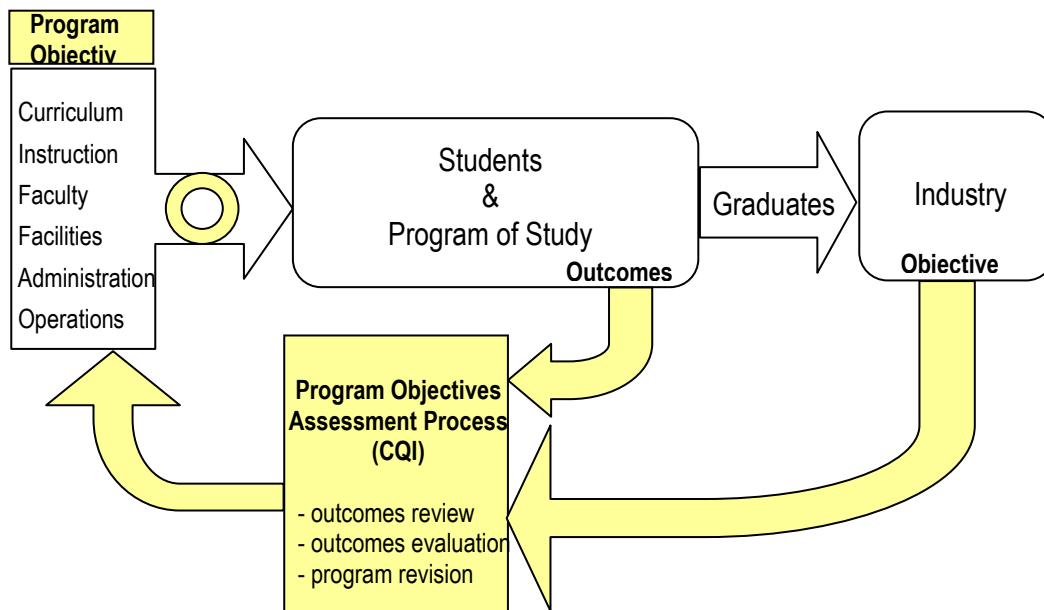 Program
Objectiv
Curriculum
Instruction
Faculty
Facilities
Administration
Operations
Students
&
Program of Study
Outcomes
Graduates
Industry
Obiective
Program Objectives
Assessment Process
(CQI)
- outcomes review
- outcomes evaluation
- program revision